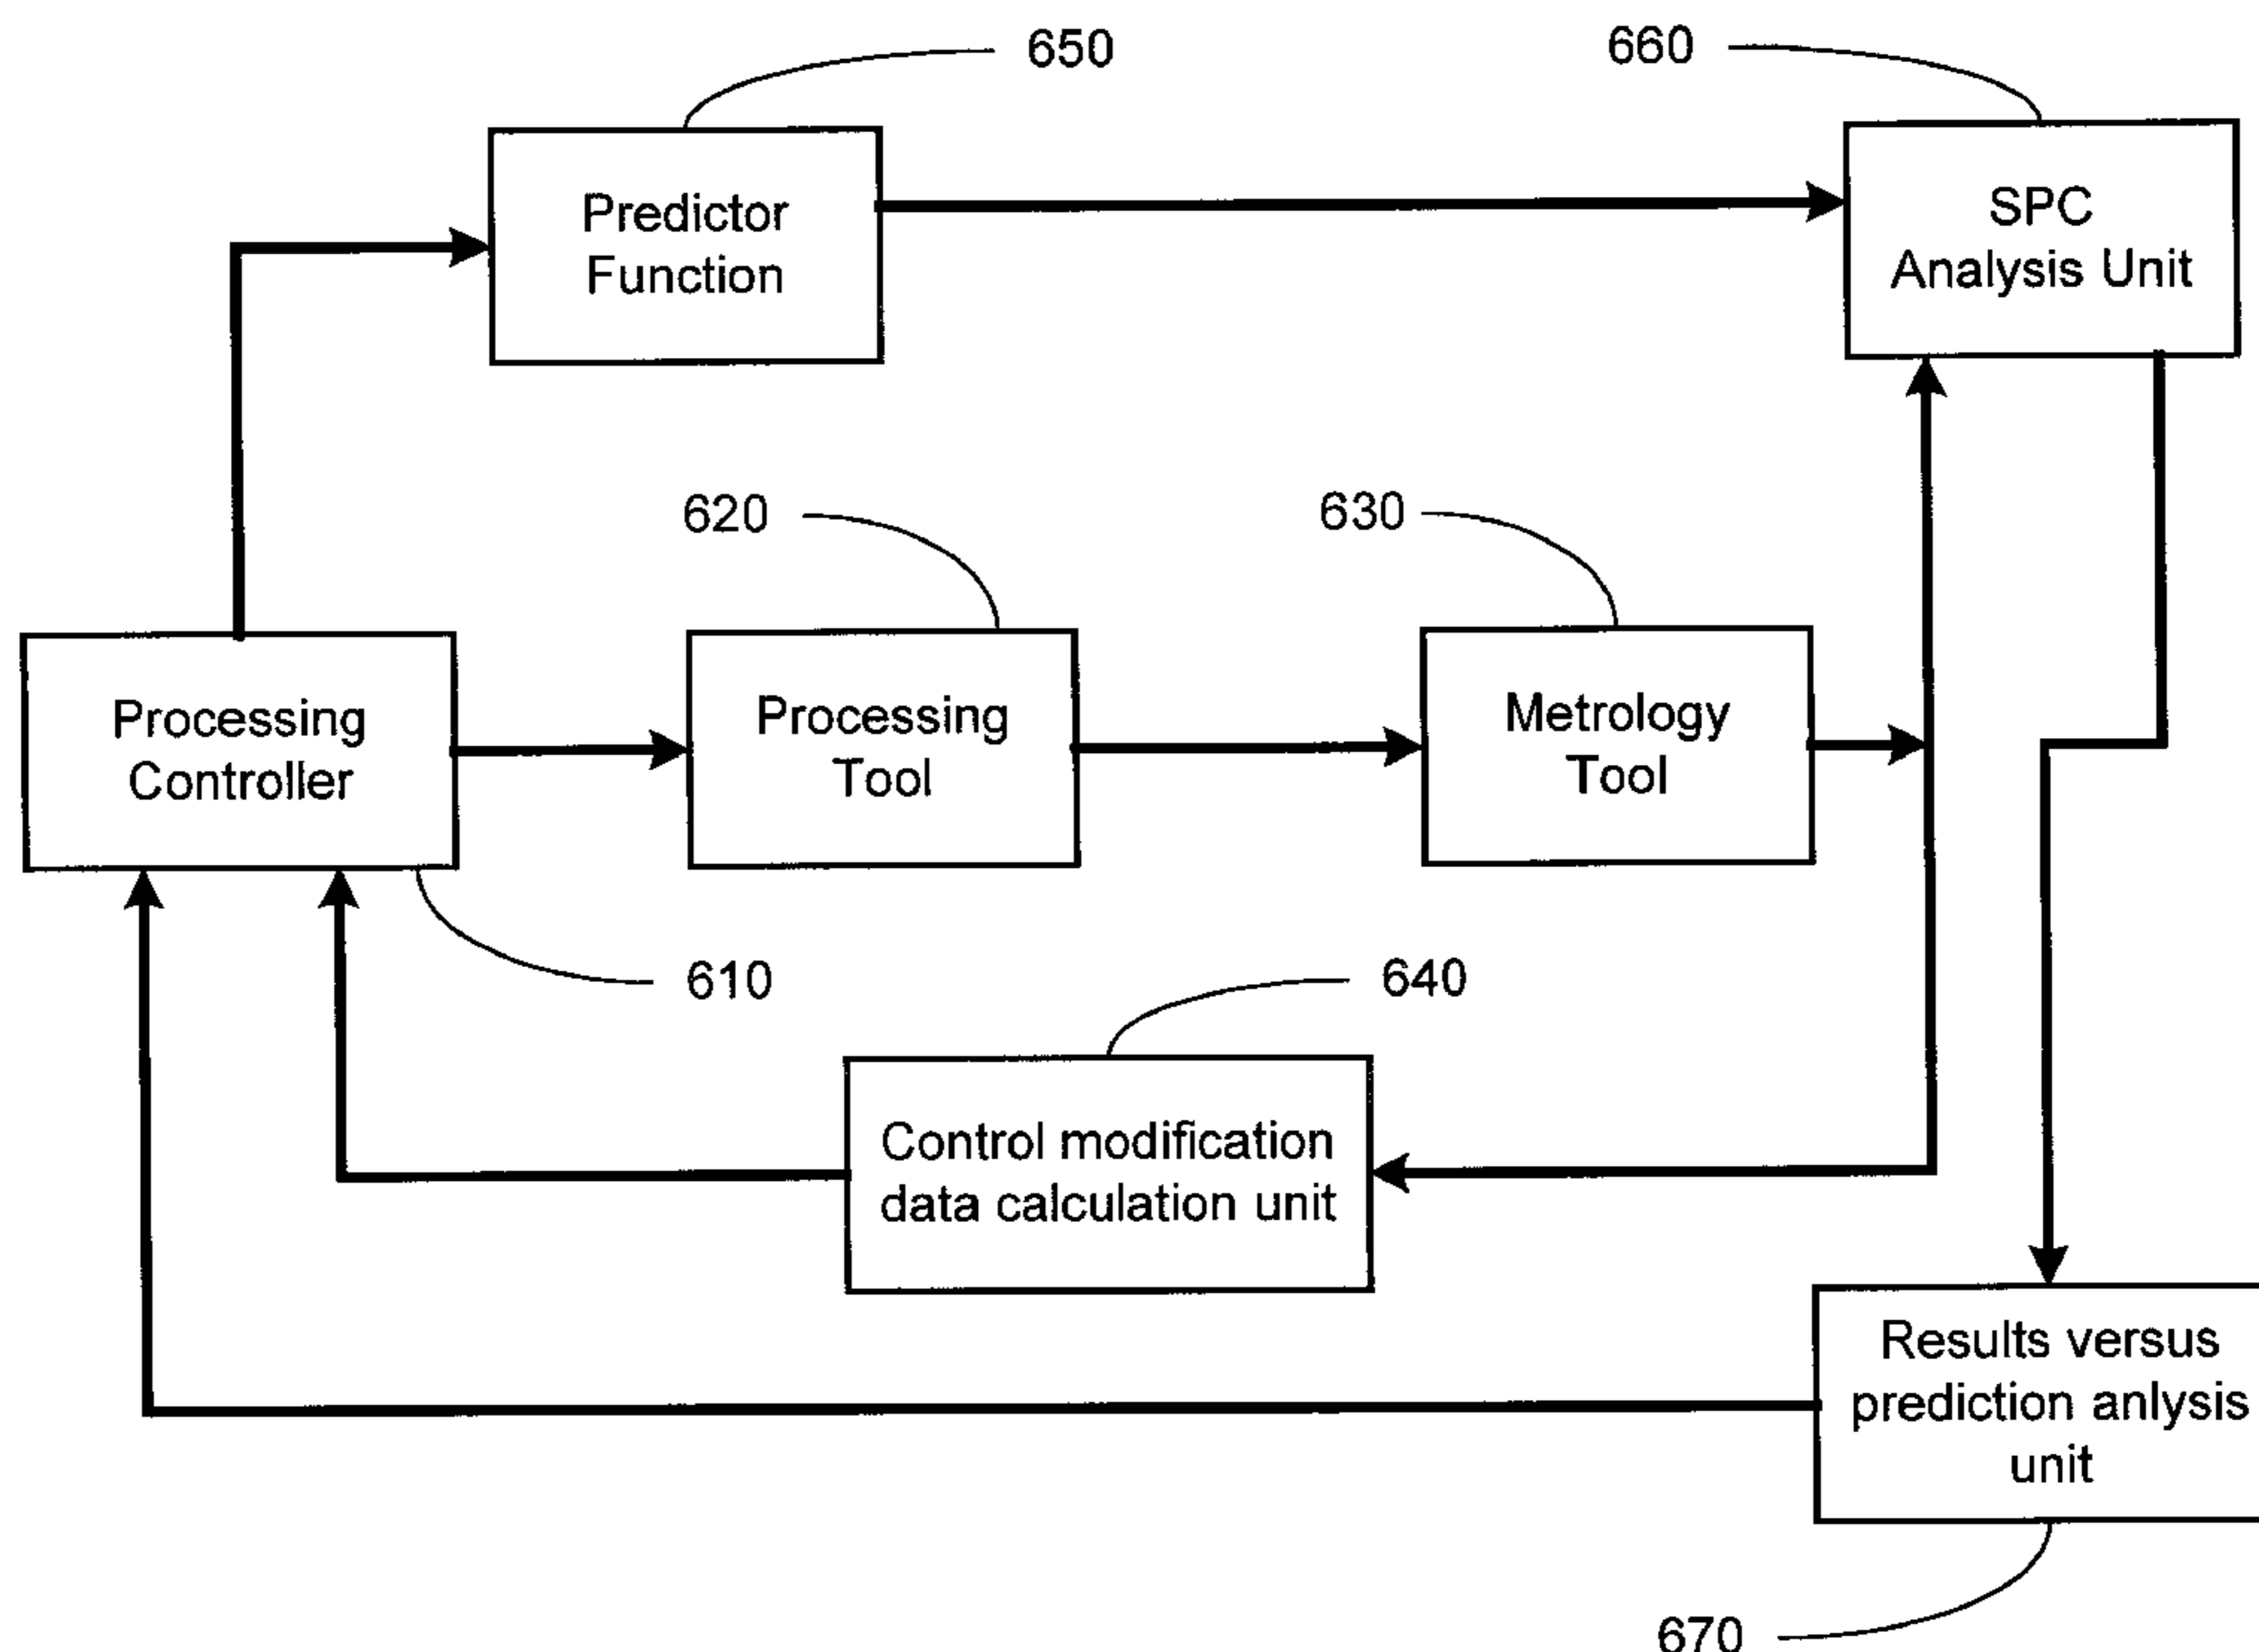 650
660
Predictor
Function
SPC
Analysis Unit
620
630
Processing
Controller
Processing
Tool
Metrology
Tool
610
640
Control modification
data calculation unit
Results versus
prediction anlysis
unit
670